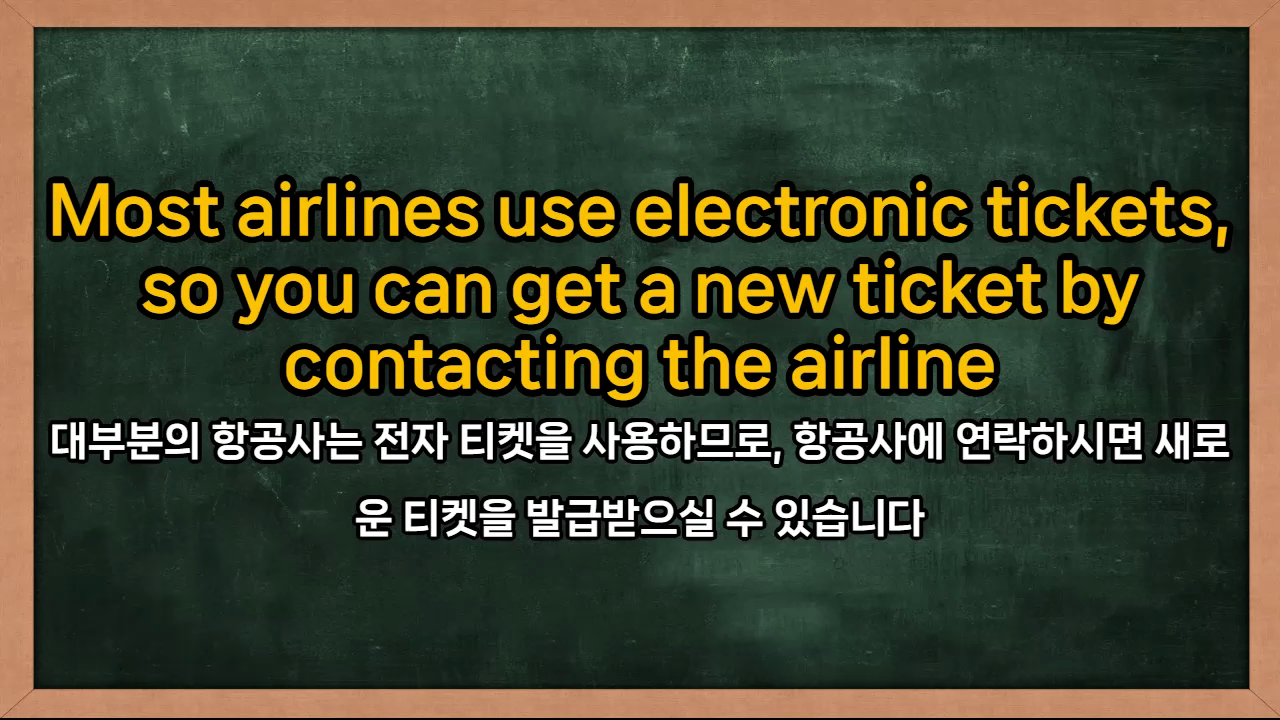 Most airlines use electronic tickets,
so you can get a new ticket by
contacting the airline
대부분의 항공사는 전자 티켓을 사용하므로, 항공사에 연락하시면 새로
운 티켓을 발급받으실 수 있습니다